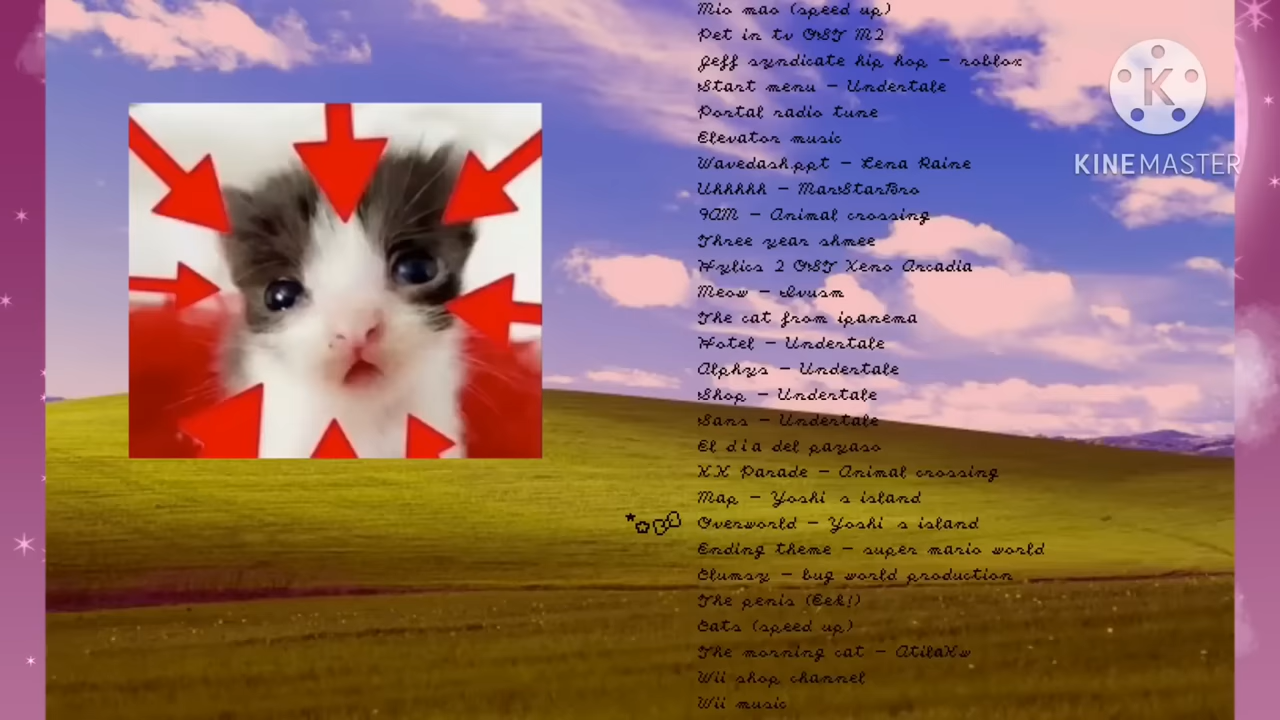 Mio mao (speed up)
Pet in tv OST M2
Jeff syndicate hip hop - roblox
Start menu - Undertale
Portal radio tune
Elevator music
Wavedash.ppt - Lena Raine
Uhhhhh - MarStarBro
9AM - Animal crossing
Three year shmee
Hylics 2 OST Xeno Arcadia
Meow - Svusm
The cat from ipanema
Hotel - Undertale
Alphys - Undertale
Shop - Undertale
Sans - Undertale
El dia del payaso
KK Parade - Animal crossing
Map - Yoshi s island
Overworld - Yoshi s island
Ending theme - super mario world
Clumsy - bug world production
The penis (Eek!)
Cats (speed up)
The morning cat - AtilaKw
Wii shop channel
Wii music
K
KINEMASTER